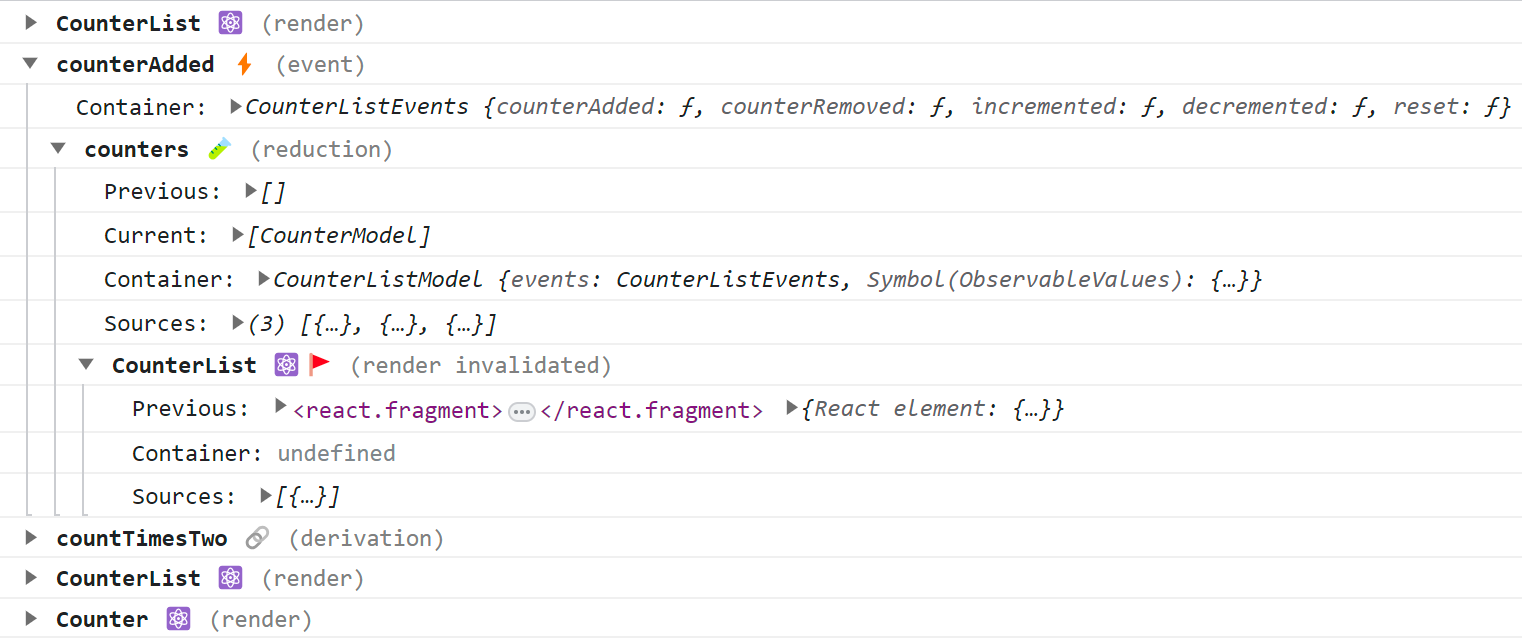 CounterList (render)
counterAdded (event)
Container: CounterListEvents {counterAdded: ƒ, counterRemoved: ƒ, incremented: ƒ, decremented: ƒ, reset: ƒ}
counters (reduction)
Previous: []
Current: [CounterModel]
Container: CounterListModel {events: CounterListEvents, Symbol(ObservableValues): {…}}
Sources: (3) [{…}, {…}, {…}]
CounterList (render invalidated)
Previous: <react.fragment>…</react.fragment> {React element: {…}}
Container: undefined
Sources: [{…}]
countTimesTwo (derivation)
CounterList (render)
Counter (render)